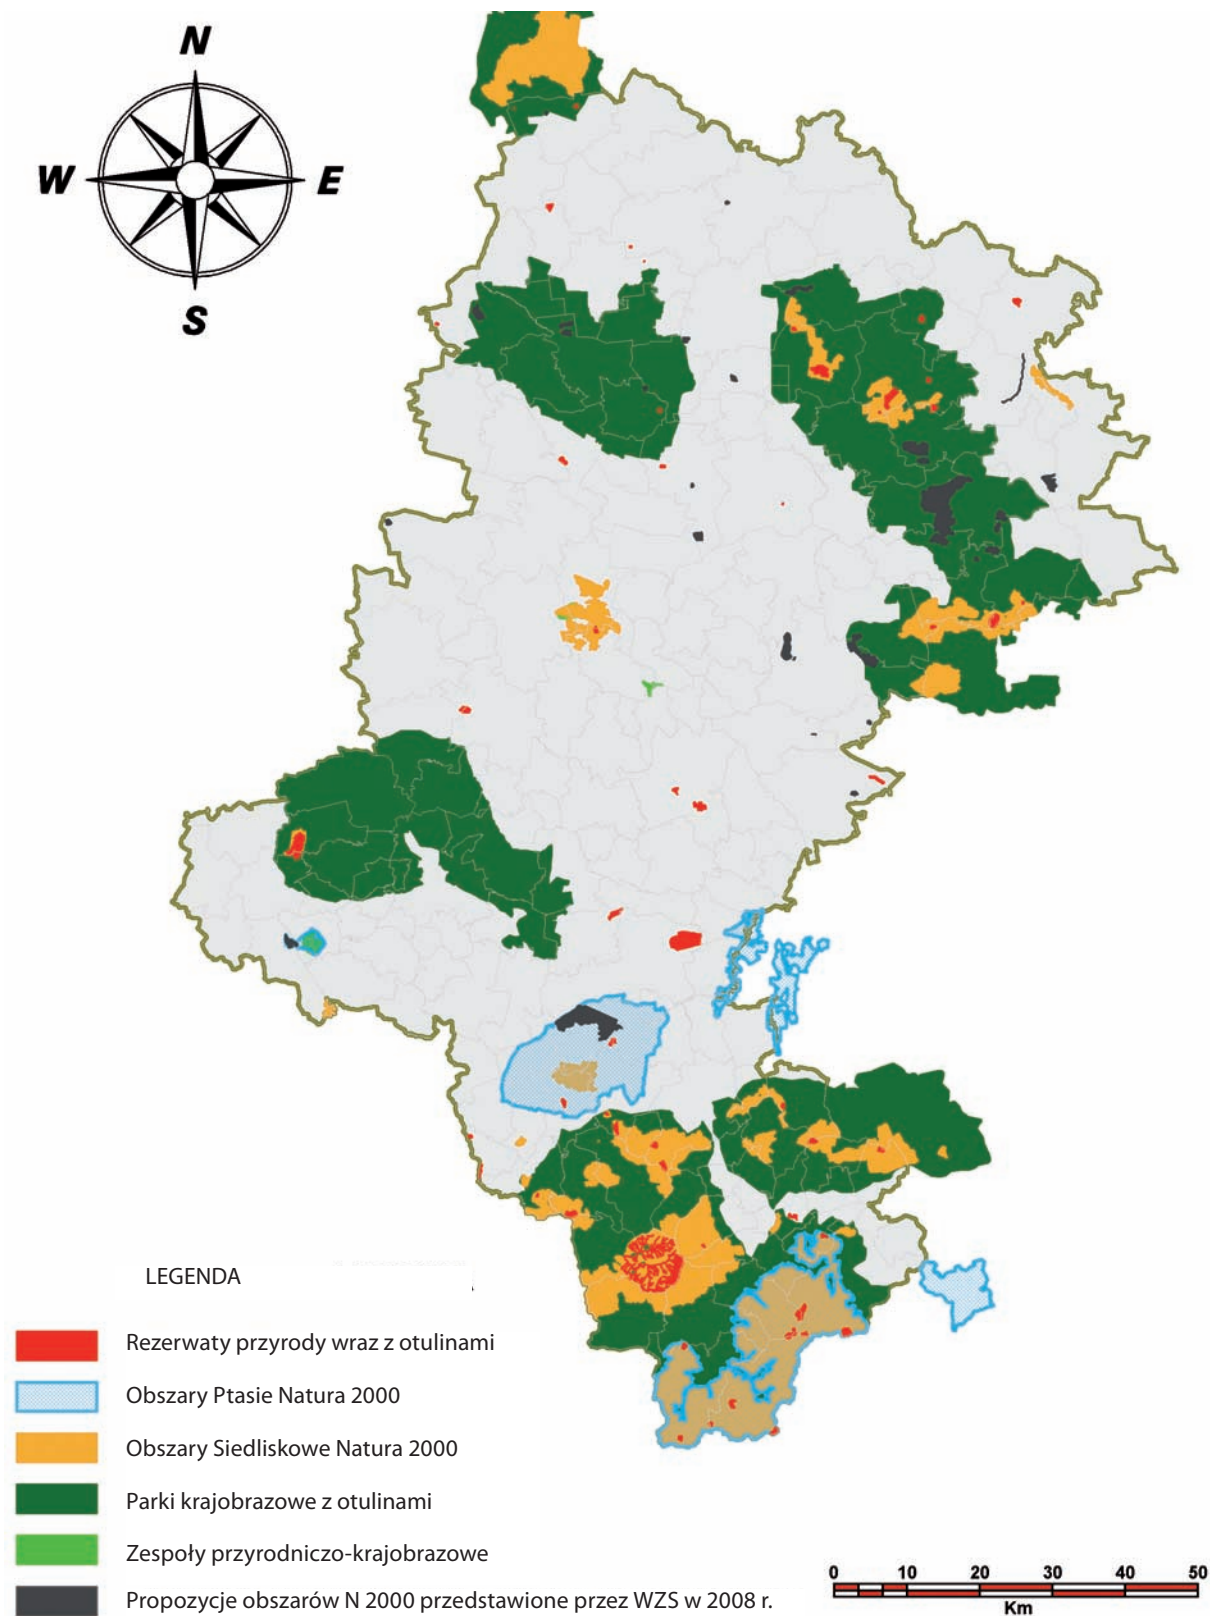 N
W
E
S
LEGENDA
Rezerwaty przyrody wraz z otulinami
Obszary Ptasie Natura 2000
Obszary Siedliskowe Natura 2000
Parki krajobrazowe z otulinami
Zespoły przyrodniczo-krajobrazowe
Propozycje obszarów N 2000 przedstawione przez WZS w 2008 r.
0 10 20 30 40 50
Km